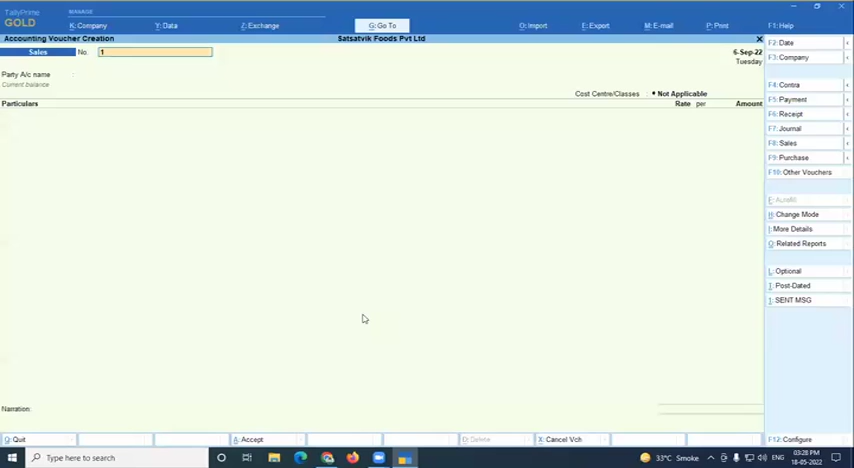 TallyPrime
GOLD
MANAGE
K: Company
Y: Data
Z: Exchange
G: Go To
O: Import
E: Export
M: E-mail
P: Print
F1: Help
Accounting Voucher Creation
Satsatvik Foods Pvt Ltd
Sales
No. 1
6-Sep-22
Tuesday
Party A/c name :
Current balance
Cost Centre/Classes : ♦ Not Applicable
Particulars
Rate per
Amount
Narration:
F2: Date
F3: Company
F4: Contra
F5: Payment
F6: Receipt
F7: Journal
F8: Sales
F9: Purchase
F10: Other Vouchers
F: Autofill
H: Change Mode
I: More Details
O: Related Reports
L: Optional
T: Post-Dated
1: SENT MSG
Q: Quit
A: Accept
D: Delete
X: Cancel Vch
F12: Configure
Type here to search
33°C Smoke
ENG
03:28 PM
18-05-2022